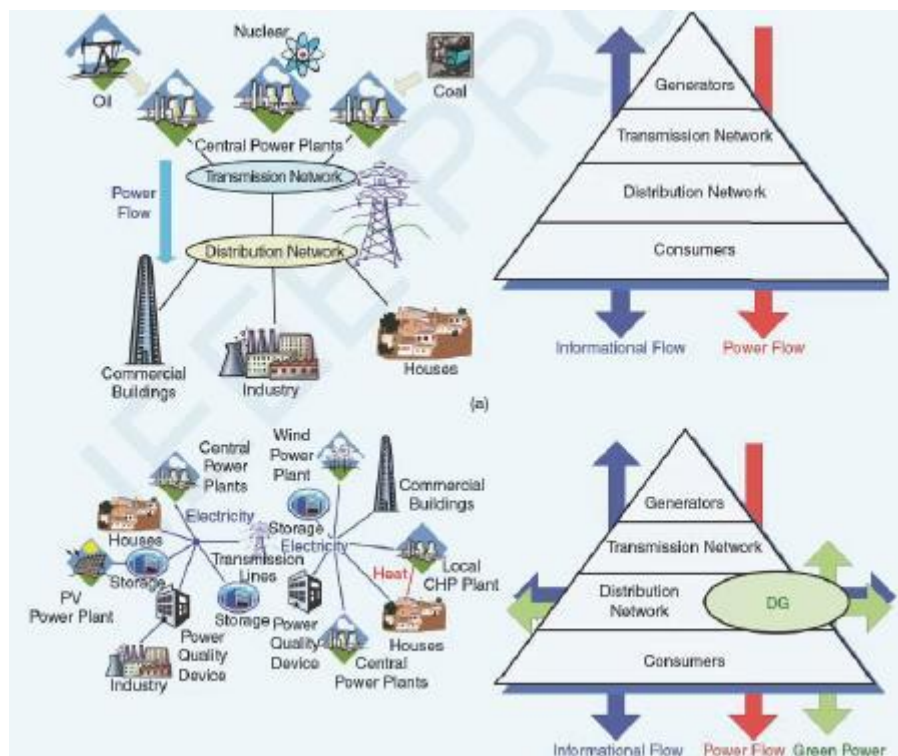 Nuclear
Oil
Coal
Central Power Plants
Transmission Network
Power
Flow
Distribution Network
Commercial
Buildings
Industry
Houses
Generators
Transmission Network
Distribution Network
Consumers
Informational Flow
Power Flow
(a)
Central
Power
Plants
Electricity
Houses
Storage
PV
Power Plant
Transmission
Lines
Storage
Power
Quality
Device
Industry
Wind
Power
Plant
Commercial
Buildings
Storage
Electricity
Local
CHP Plant
Heat
Houses
Power
Quality
Device
Central
Power Plants
Generators
Transmission Network
Distribution
Network
DG
Consumers
Informational Flow
Power Flow
Green Power